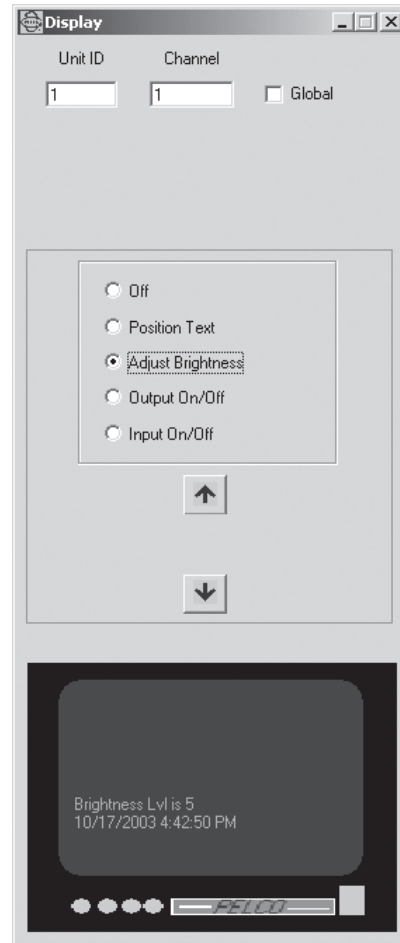 Display
Unit ID Channel
1 1 Global
Off
Position Text
Adjust Brightness
Output On/Off
Input On/Off
Brightness Lvl is 5
10/17/2003 4:42:50 PM
PELCO